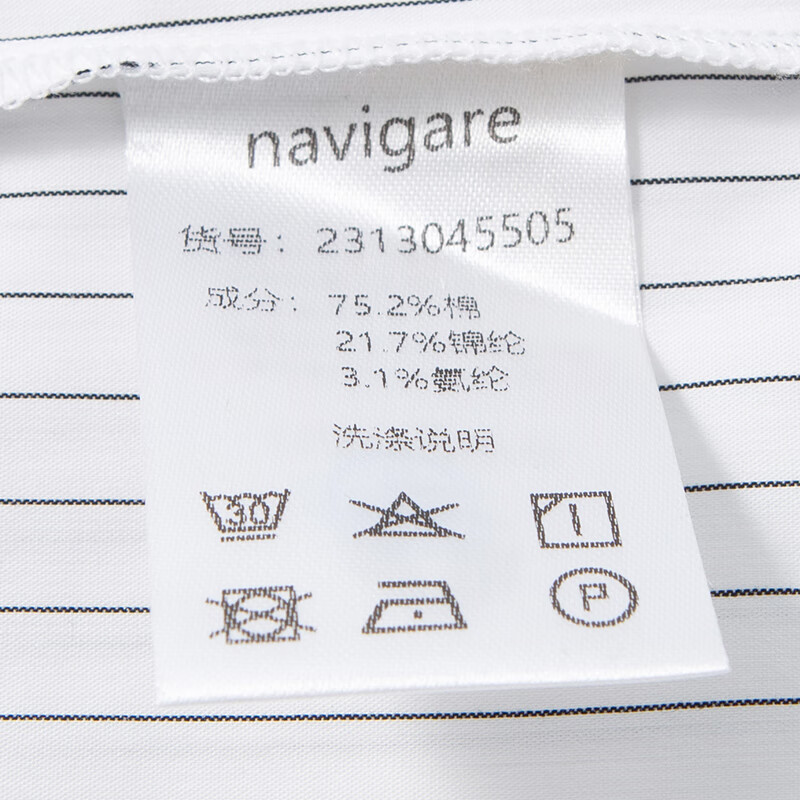 navigare
货号：2313045505
成分：75.2%棉
21.7%锦纶
3.1%氨纶
洗涤说明
30
P